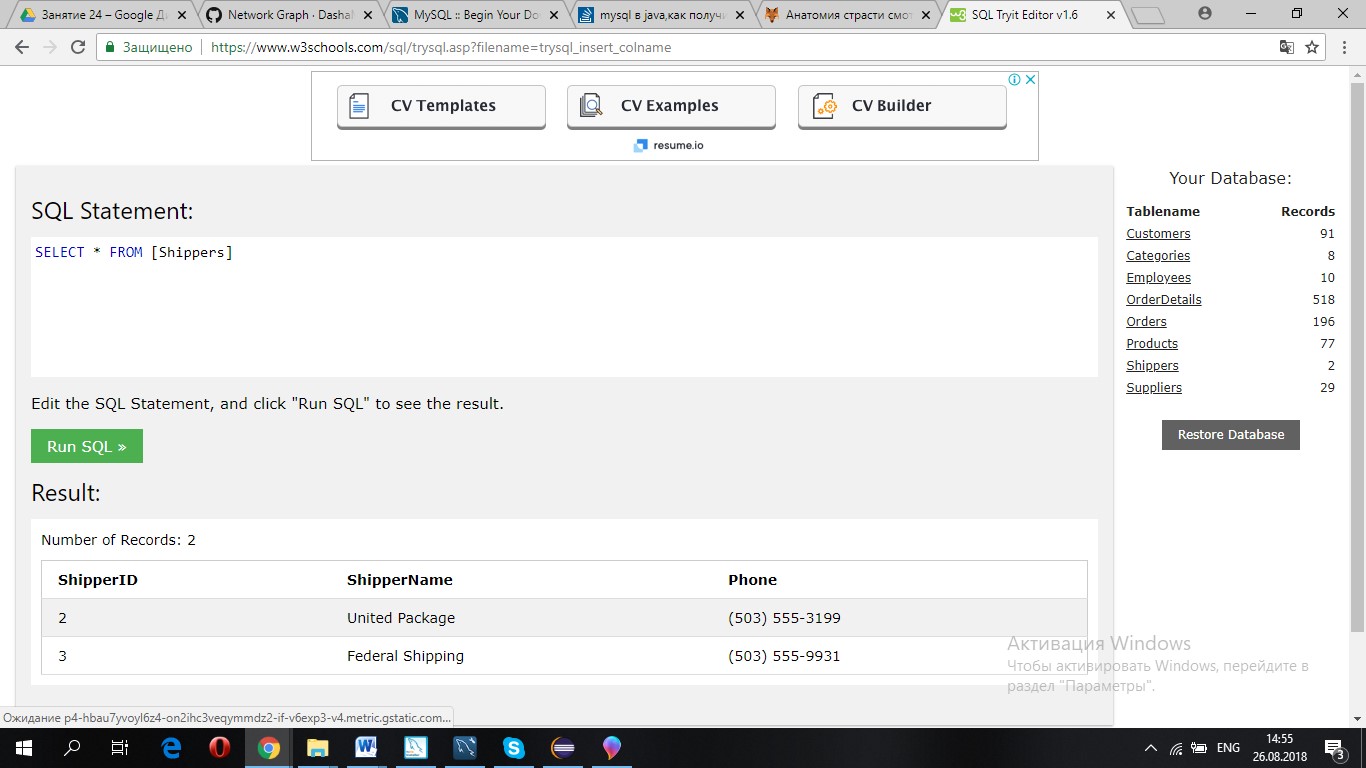 Занятие 24 – Google Ди
Network Graph · Dashal
MySQL :: Begin Your Do
mysql в java,как получи
Анатомия страсти смот
SQL Tryit Editor v1.6
Защищено
https://www.w3schools.com/sql/trysql.asp?filename=trysql_insert_colname
CV Templates
CV Examples
CV Builder
resume.io
SQL Statement:
SELECT * FROM [Shippers]
Edit the SQL Statement, and click "Run SQL" to see the result.
Run SQL »
Result:
Number of Records: 2
ShipperID ShipperName Phone
2 United Package (503) 555-3199
3 Federal Shipping (503) 555-9931
Your Database:
Tablename Records
Customers 91
Categories 8
Employees 10
OrderDetails 518
Orders 196
Products 77
Shippers 2
Suppliers 29
Restore Database
Активация Windows
Чтобы активировать Windows, перейдите в
раздел "Параметры".
Ожидание p4-hbau7yvoyl6z4-on2ihc3veqymmdz2-if-v6exp3-v4.metric.gstatic.com...
ENG
14:55
26.08.2018
3